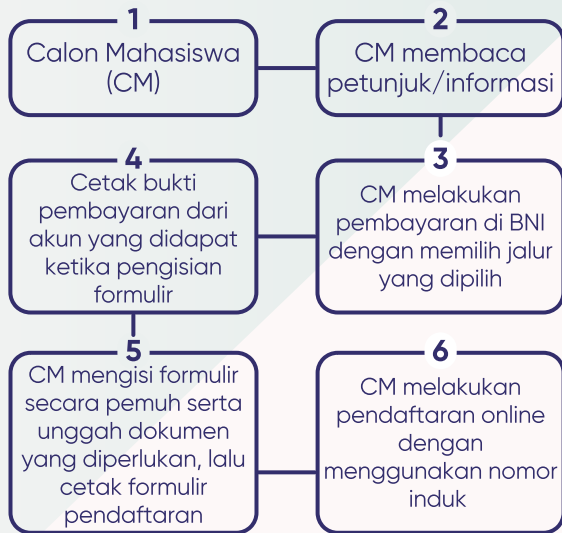 1
Calon Mahasiswa
(CM)
2
CM membaca
petunjuk/informasi
3
CM melakukan
pembayaran di BNI
dengan memilih jalur
yang dipilih
4
Cetak bukti
pembayaran dari
akun yang didapat
ketika pengisian
formulir
5
CM mengisi formulir
secara pemuh serta
unggah dokumen
yang diperlukan, lalu
cetak formulir
pendaftaran
6
CM melakukan
pendaftaran online
dengan
menggunakan nomor
induk